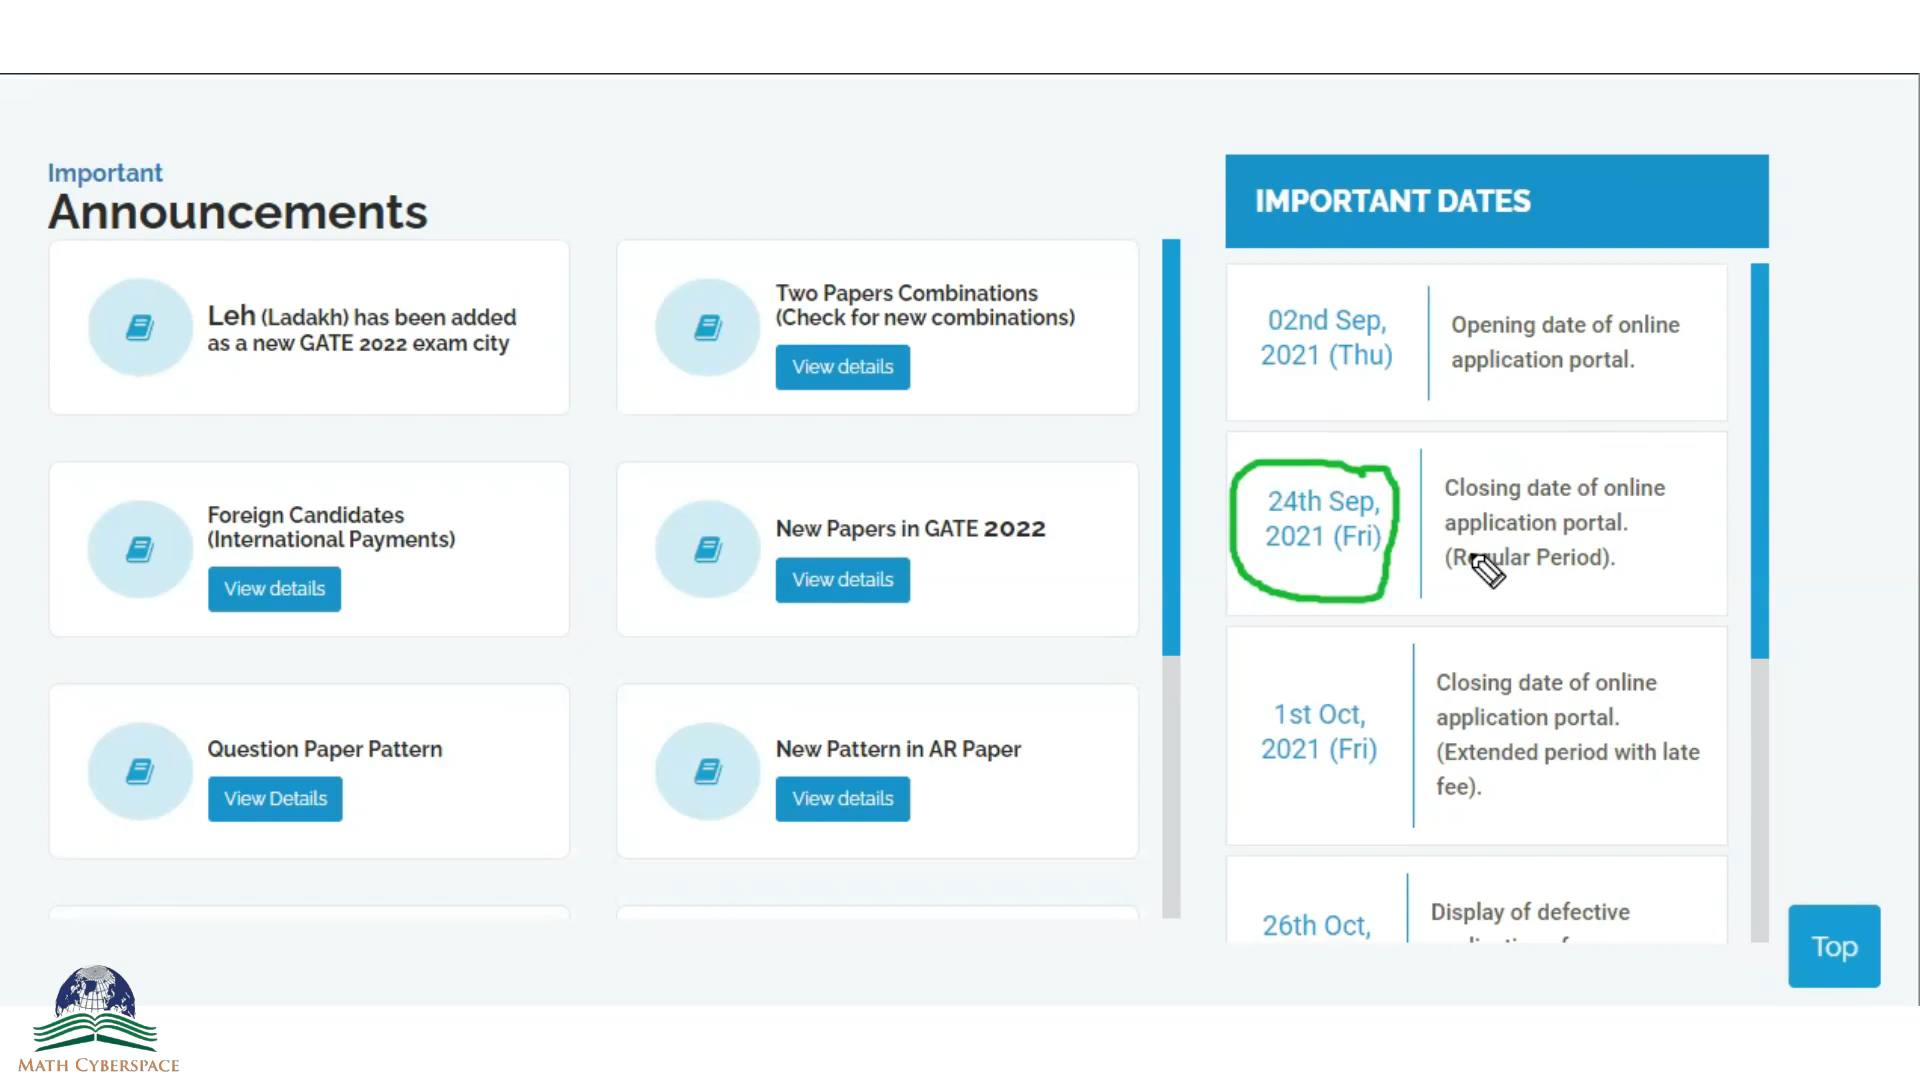 Important
Announcements
Leh (Ladakh) has been added
as a new GATE 2022 exam city
Two Papers Combinations
(Check for new combinations)
View details
Foreign Candidates
(International Payments)
View details
New Papers in GATE 2022
View details
Question Paper Pattern
View Details
New Pattern in AR Paper
View details
IMPORTANT DATES
02nd Sep,
2021 (Thu)
Opening date of online
application portal.
24th Sep,
2021 (Fri)
Closing date of online
application portal.
(Regular Period).
1st Oct,
2021 (Fri)
Closing date of online
application portal.
(Extended period with late
fee).
26th Oct,
Display of defective
Top
MATH CYBERSPACE